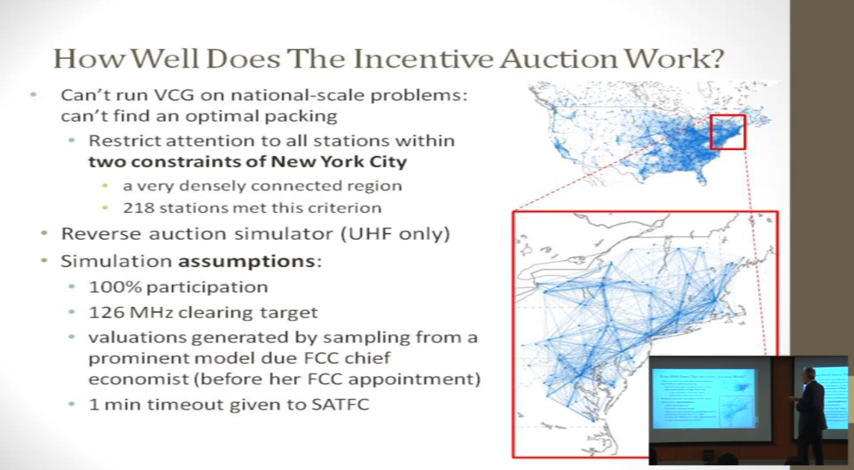 How Well Does The Incentive Auction Work?
Can't run VCG on national-scale problems:
can't find an optimal packing
Restrict attention to all stations within
two constraints of New York City
a very densely connected region
218 stations met this criterion
Reverse auction simulator (UHF only)
Simulation assumptions:
100% participation
126 MHz clearing target
valuations generated by sampling from a
prominent model due FCC chief
economist (before her FCC appointment)
1 min timeout given to SATFC